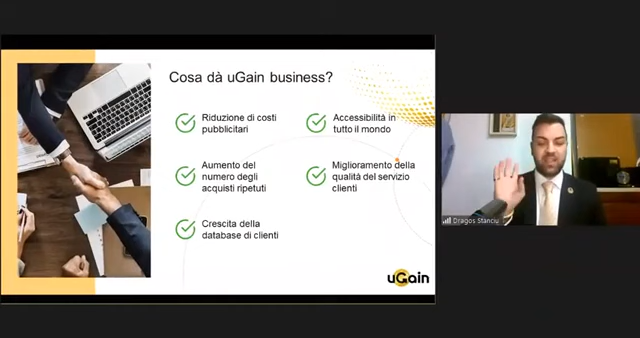 Cosa dà uGain business?
Riduzione di costi
pubblicitari
Accessibilità in
tutto il mondo
Aumento del
numero degli
acquisti ripetuti
Miglioramento della
qualità del servizio
clienti
Crescita della
database di clienti
uGain
Dragos Stanciu